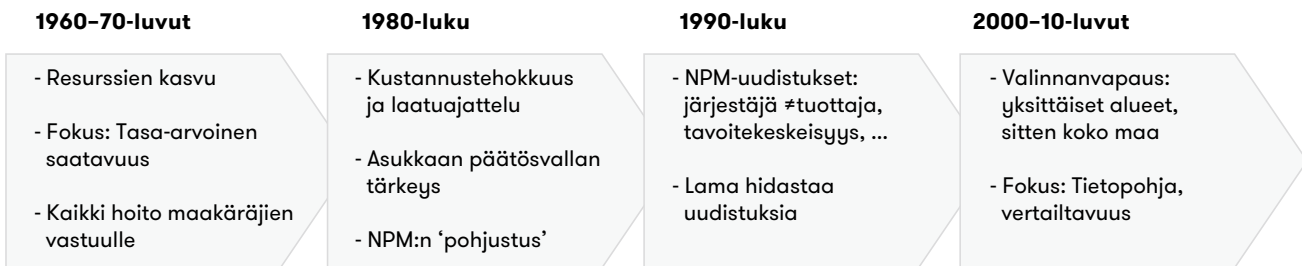 1960–70-luvut
- Resurssien kasvu
- Fokus: Tasa-arvoinen
saatavuus
- Kaikki hoito maakäräjien
vastuulle
1980-luku
- Kustannustehokkuus
ja laatuajattelu
- Asukkaan päätösvallan
tärkeys
- NPM:n ‘pohjustus’
1990-luku
- NPM-uudistukset:
järjestäjä ≠tuottaja,
tavoitekeskeisyys, ...
- Lama hidastaa
uudistuksia
2000–10-luvut
- Valinnanvapaus:
yksittäiset alueet,
sitten koko maa
- Fokus: Tietopohja,
vertailtavuus